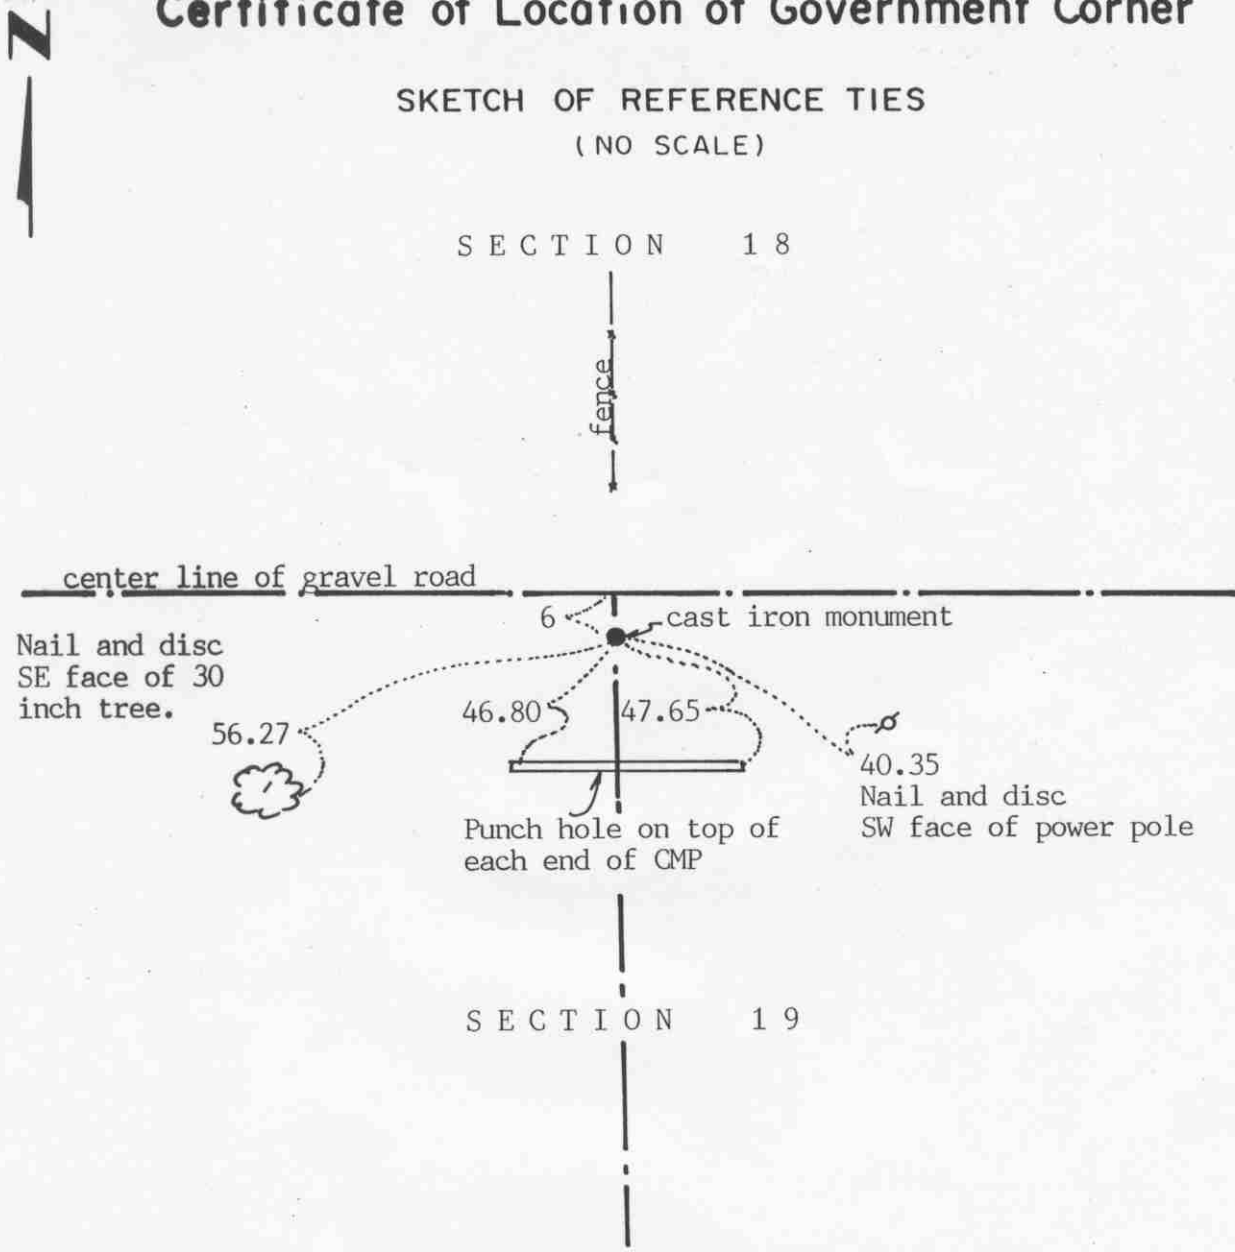 Certificate of Location of Government Corner
N
SKETCH OF REFERENCE TIES
(NO SCALE)
SECTION 18
fence
center line of gravel road
6
cast iron monument
Nail and disc
SE face of 30
inch tree.
56.27
46.80
47.65
40.35
Nail and disc
SW face of power pole
Punch hole on top of
each end of CMP
SECTION 19